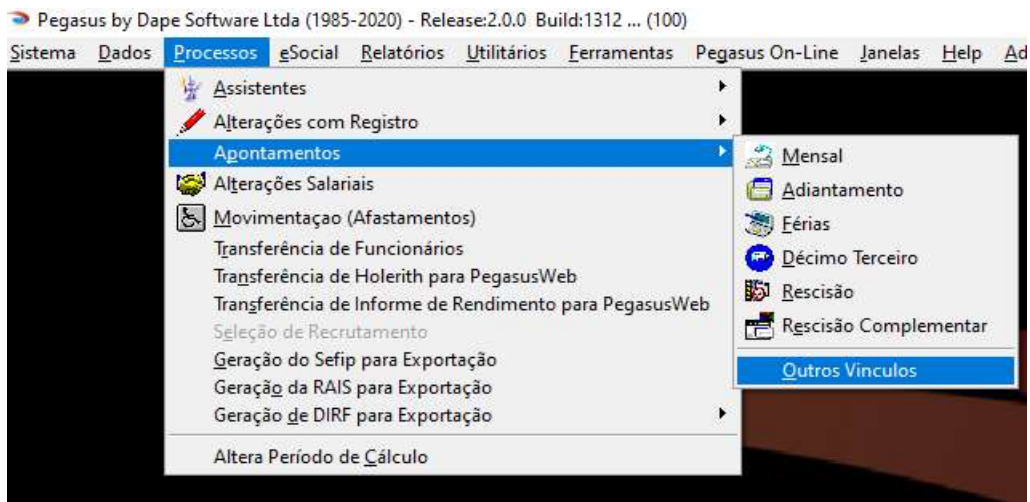 Pegasus by Dape Software Ltda (1985-2020) - Release:2.0.0 Build:1312 ... (100)
Sistema Dados Processos eSocial Relatórios Utilitários Ferramentas Pegasus On-Line Janelas Help Ad
Assistentes
Alterações com Registro
Apontamentos
Alterações Salariais
Movimentaçao (Afastamentos)
Transferência de Funcionários
Transferência de Holerith para PegasusWeb
Transferência de Informe de Rendimento para PegasusWeb
Seleção de Recrutamento
Geração do Sefip para Exportação
Geração da RAIS para Exportação
Geração de DIRF para Exportação
Altera Período de Cálculo
Mensal
Adiantamento
Férias
Décimo Terceiro
Rescisão
Rescisão Complementar
Outros Vinculos